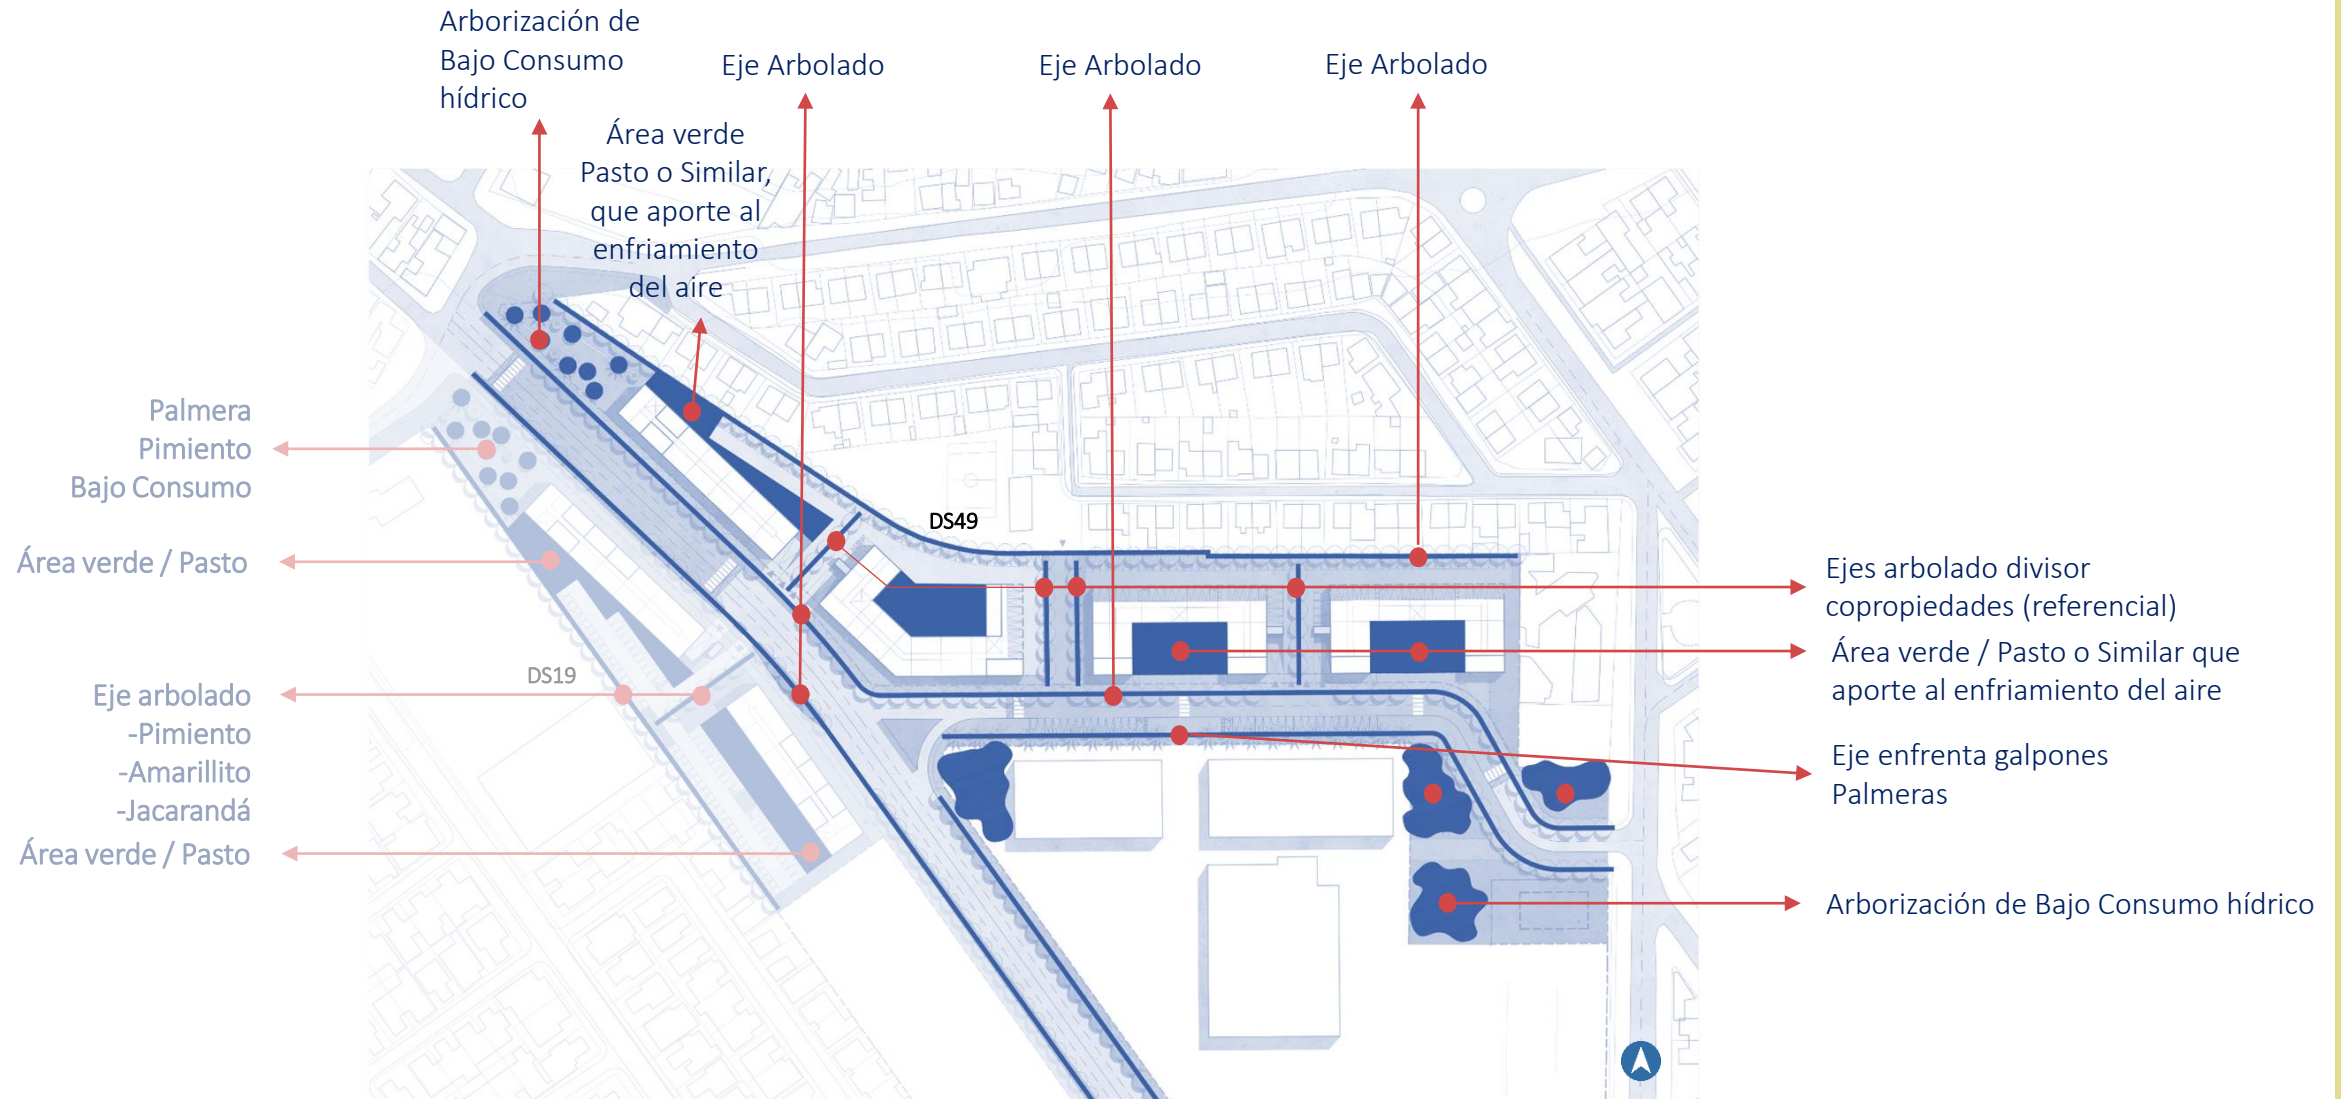 Arborización de
Bajo Consumo
hídrico
Eje Arbolado
Eje Arbolado
Eje Arbolado
Área verde
Pasto o Similar,
que aporte al
enfriamiento
del aire
Palmera
Pimiento
Bajo Consumo
Área verde / Pasto
Eje arbolado
-Pimiento
-Amarillito
-Jacarandá
Área verde / Pasto
DS49
DS19
Ejes arbolado divisor
copropiedades (referencial)
Área verde / Pasto o Similar que
aporte al enfriamiento del aire
Eje enfrenta galpones
Palmeras
Arborización de Bajo Consumo hídrico